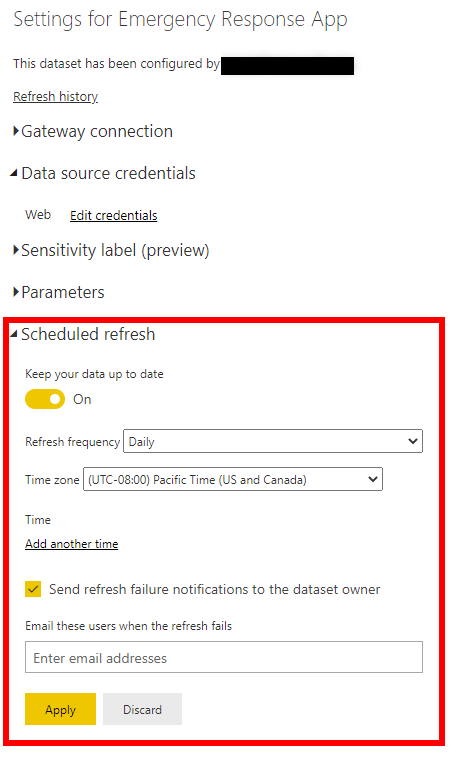 Settings for Emergency Response App
This dataset has been configured by
Refresh history
Gateway connection
Data source credentials
Web Edit credentials
Sensitivity label (preview)
Parameters
Scheduled refresh
Keep your data up to date
On
Refresh frequency Daily
Time zone (UTC-08:00) Pacific Time (US and Canada)
Time
Add another time
Send refresh failure notifications to the dataset owner
Email these users when the refresh fails
Enter email addresses
Apply Discard